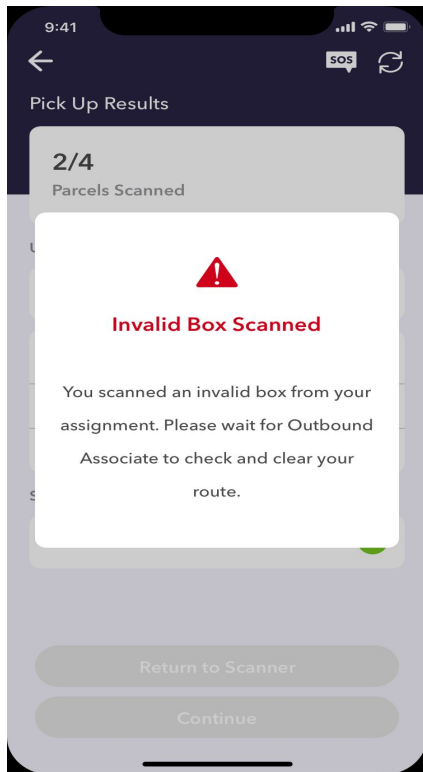 9:41
SOS
Pick Up Results
2/4
Parcels Scanned
Invalid Box Scanned
You scanned an invalid box from your
assignment. Please wait for Outbound
Associate to check and clear your
route.
Return to Scanner
Continue